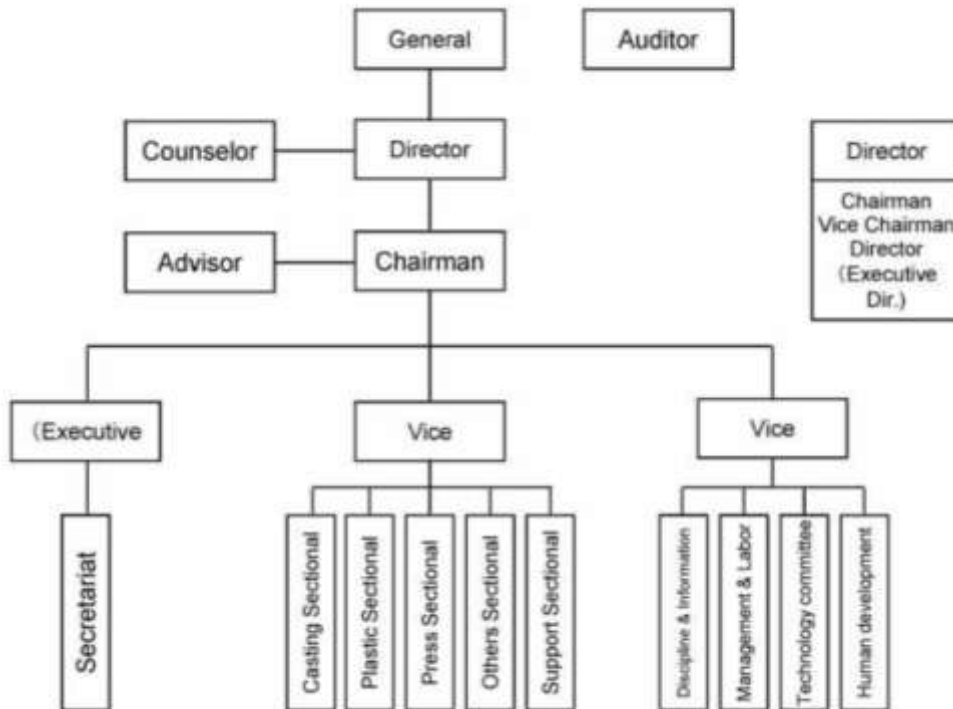 General
Auditor
Counselor
Director
Director
Chairman
Vice Chairman
Director
(Executive
Dir.)
Advisor
Chairman
(Executive
Vice
Vice
Secretariat
Casting Sectional
Plastic Sectional
Press Sectional
Others Sectional
Support Sectional
Discipline & Information
Management & Labor
Technology committee
Human development